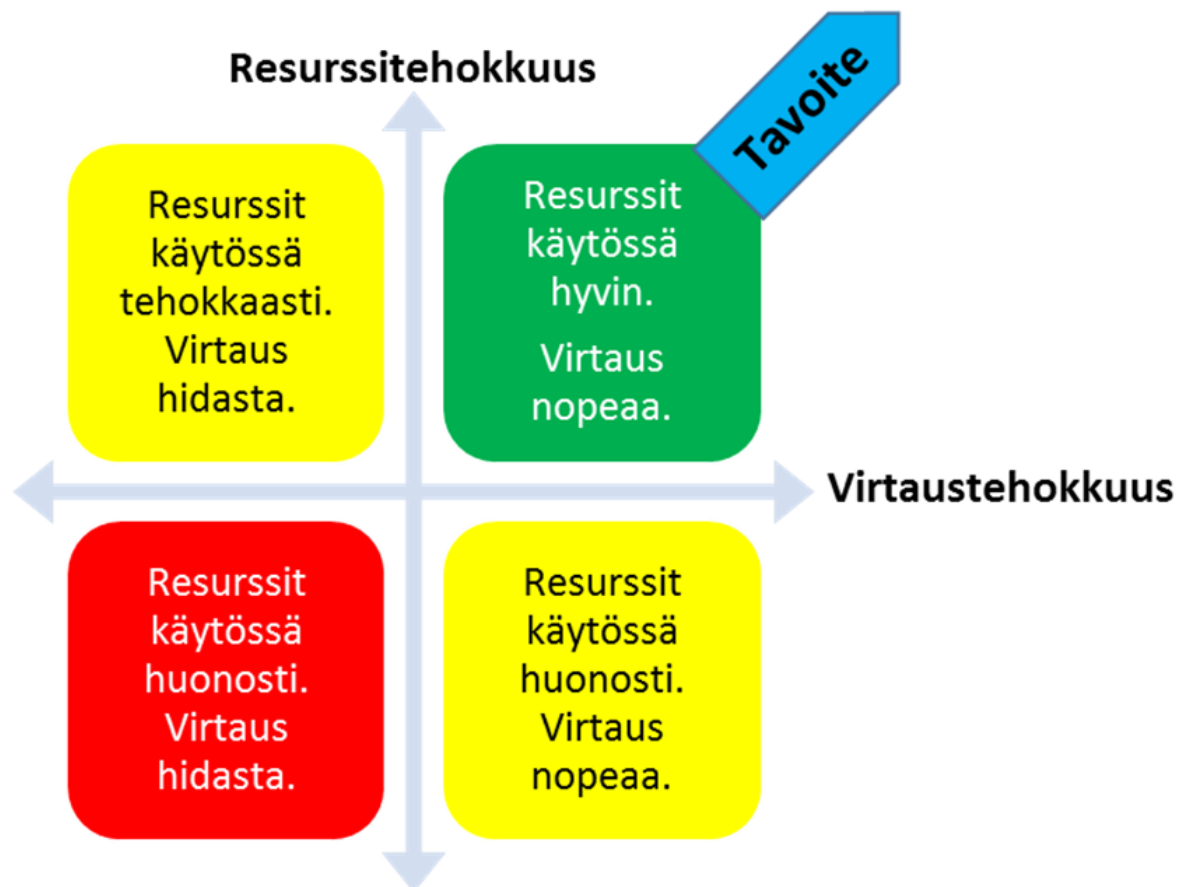 Resurssitehokkuus
Tavoite
Resurssit
käytössä
tehokkaasti.
Virtaus
hidasta.
Resurssit
käytössä
hyvin.
Virtaus
nopeaa.
Virtaustehokkuus
Resurssit
käytössä
huonosti.
Virtaus
hidasta.
Resurssit
käytössä
huonosti.
Virtaus
nopeaa.